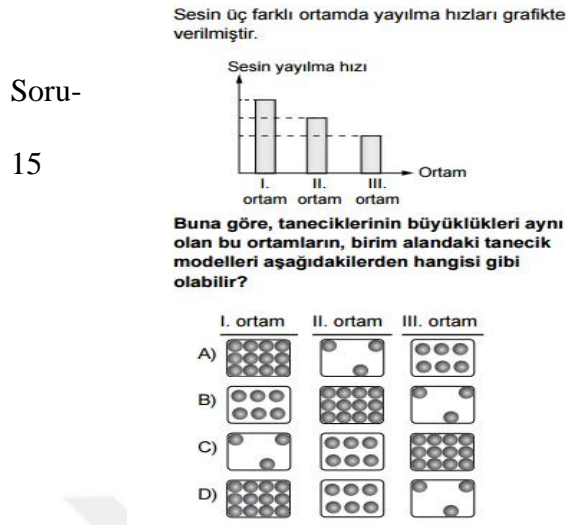 Soru-
15
Sesin üç farklı ortamda yayılma hızları grafikte
verilmiştir.
Sesin yayılma hızı
Ortam
I. II. III.
ortam ortam ortam
Buna göre, taneciklerinin büyüklükleri aynı
olan bu ortamların, birim alandaki tanecik
modelleri aşağıdakilerden hangisi gibi
olabilir?
I. ortam II. ortam III. ortam
A)
B)
C)
D)